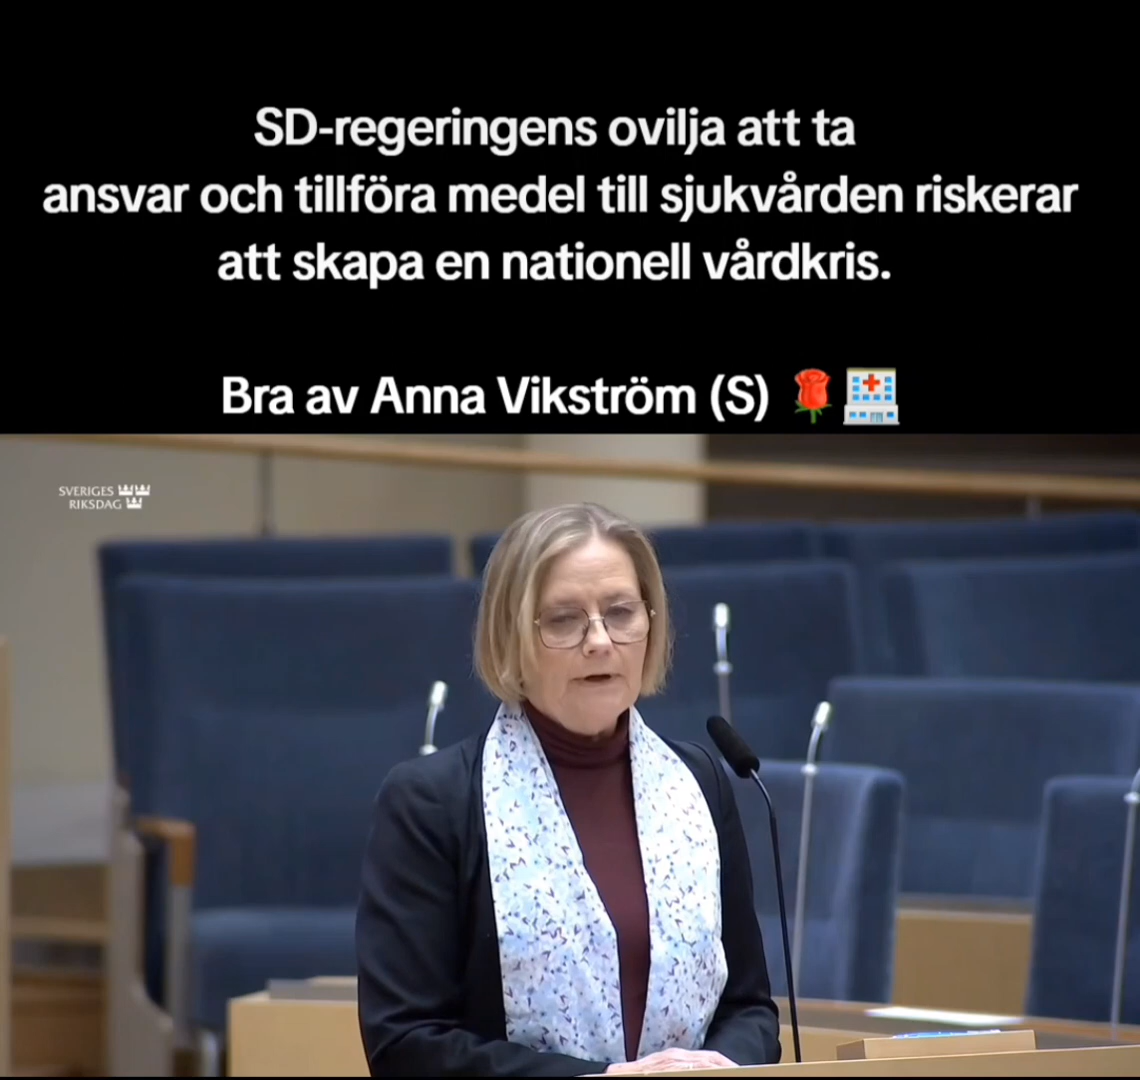 SD-regeringens ovilja att ta
ansvar och tillföra medel till sjukvården riskerar
att skapa en nationell vårdkris.
Bra av Anna Vikström (S) 🌹🏥
SVERIGES
RIKSDAG